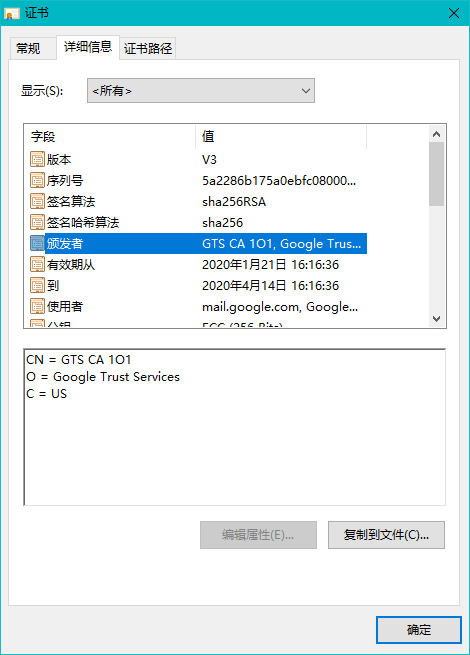 证书
常规 详细信息 证书路径
显示(S): <所有>
字段 值
版本 V3
序列号 5a2286b175a0ebfc08000...
签名算法 sha256RSA
签名哈希算法 sha256
颁发者 GTS CA 1O1, Google Trus...
有效期从 2020年1月21日 16:16:36
到 2020年4月14日 16:16:36
使用者 mail.google.com, Google...
CN = GTS CA 1O1
O = Google Trust Services
C = US
编辑属性(E)... 复制到文件(C)...
确定